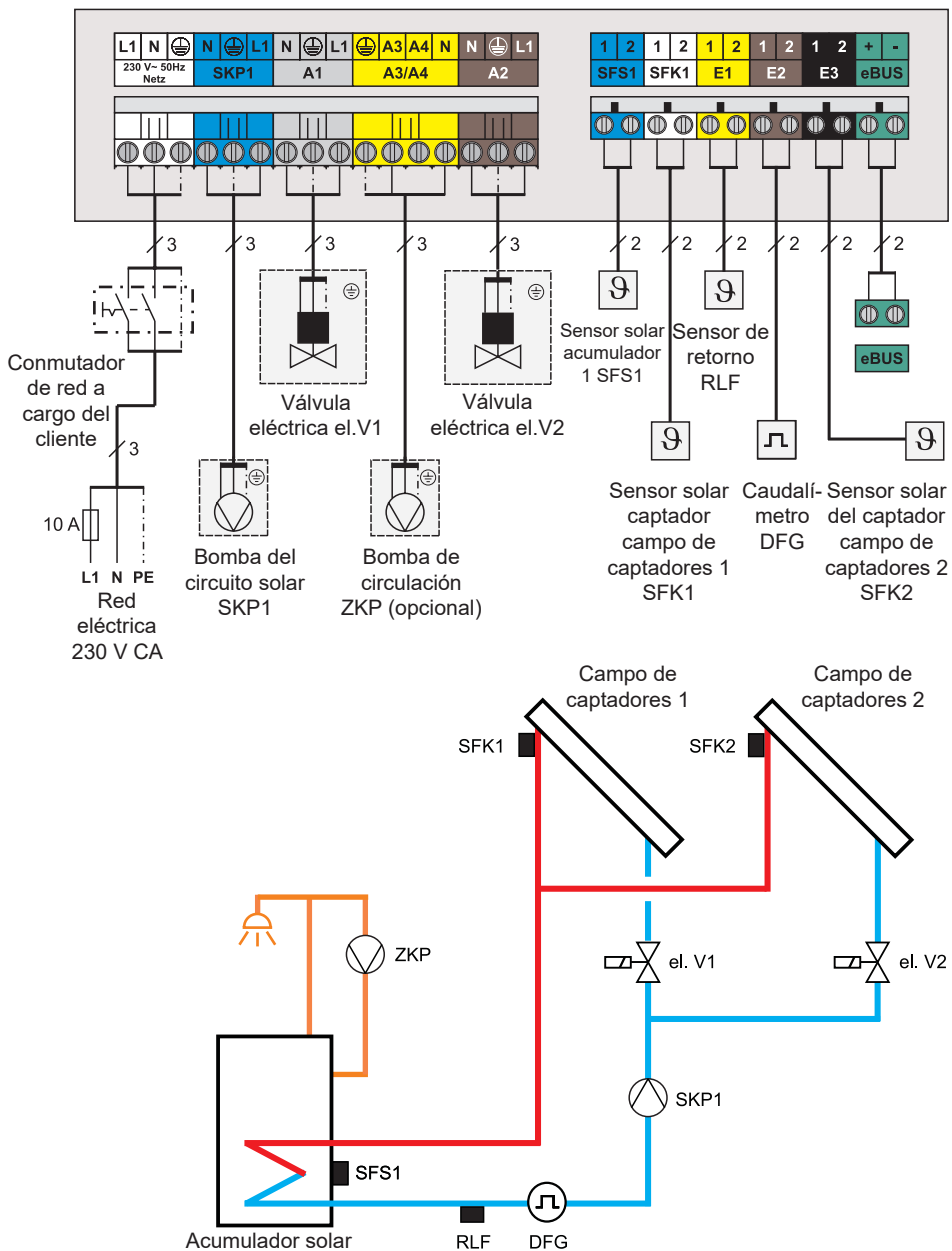 L1 N N L1 N L1 A3 A4 N N L1
230 V~ 50Hz
Netz
SKP1
A1
A3/A4
A2
1 2 1 2 1 2 1 2 1 2 + -
SFS1 SFK1 E1 E2 E3 eBUS
3 3 3 3 3 2 2 2 2 2 2
ϑ
ϑ
Sensor solar
acumulador
1 SFS1
Sensor de
retorno
RLF
eBUS
Conmutador
de red a
cargo del
cliente
3
Válvula
eléctrica el.V1
Válvula
eléctrica el.V2
ϑ
ϑ
10 A
L1 N PE
Red
eléctrica
230 V CA
Bomba del
circuito solar
SKP1
Bomba de
circulación
ZKP (opcional)
Sensor solar
captador
campo de
captadores 1
SFK1
Caudalí-
metro
DFG
Sensor solar
del captador
campo de
captadores 2
SFK2
Campo de
captadores 1
Campo de
captadores 2
SFK1
SFK2
ZKP
el. V1
el. V2
SKP1
SFS1
Acumulador solar
RLF
DFG